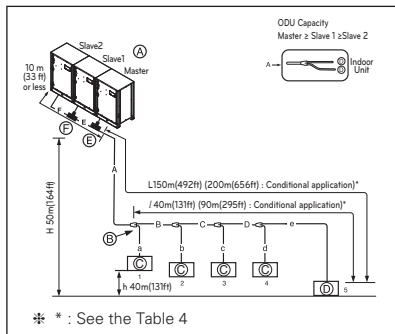 ODU Capacity
Master ≥ Slave 1 ≥Slave 2
A
Indoor
Unit
Slave2
Slave1
Master
A
10 m
(33 ft)
or less
F
E
F
E
A
H 50m(164ft)
L150m(492ft) (200m(656ft) : Conditional application)*
l 40m(131ft) (90m(295ft) : Conditional application)*
B
B
C
D
e
a
b
c
d
C
C
C
C
D
1
2
3
4
5
h 40m(131ft)
❉ * : See the Table 4